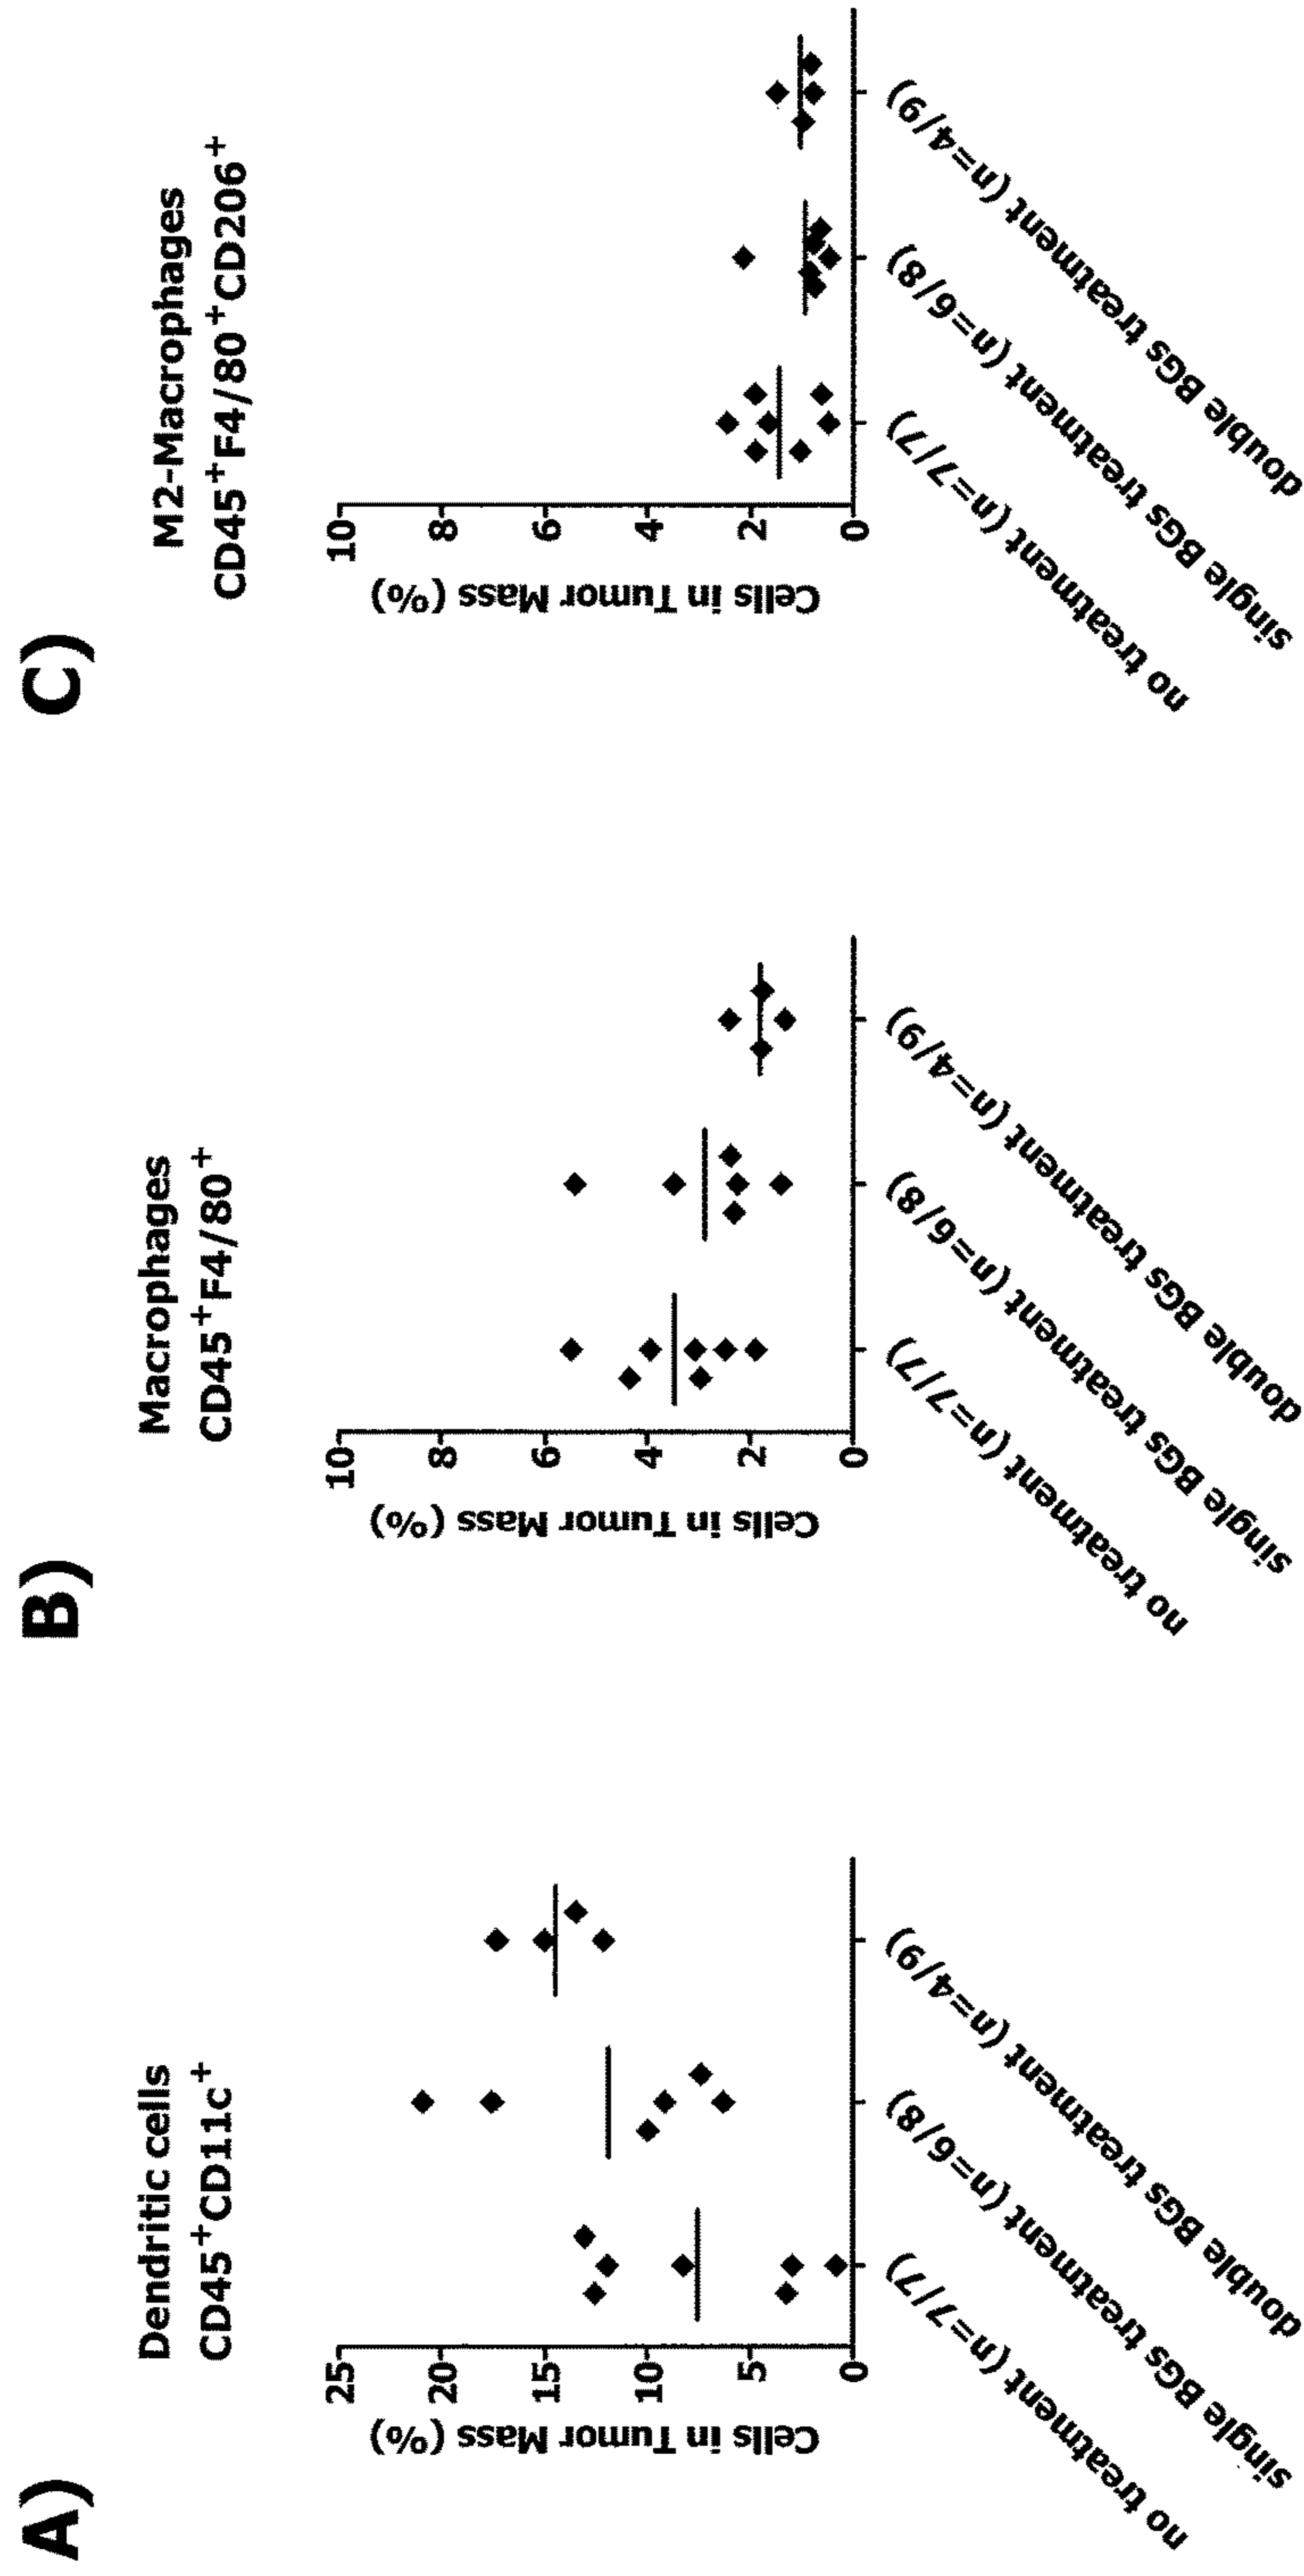 A)
Dendritic cells
CD45⁺CD11c⁺
Cells in Tumor Mass (%)
25
20
15
10
5
0
no treatment (n=7/7)
single BGs treatment (n=6/8)
double BGs treatment (n=4/9)
B)
Macrophages
CD45⁺F4/80⁺
Cells in Tumor Mass (%)
10
8
6
4
2
0
no treatment (n=7/7)
single BGs treatment (n=6/8)
double BGs treatment (n=4/9)
C)
M2-Macrophages
CD45⁺F4/80⁺CD206⁺
Cells in Tumor Mass (%)
10
8
6
4
2
0
no treatment (n=7/7)
single BGs treatment (n=6/8)
double BGs treatment (n=4/9)